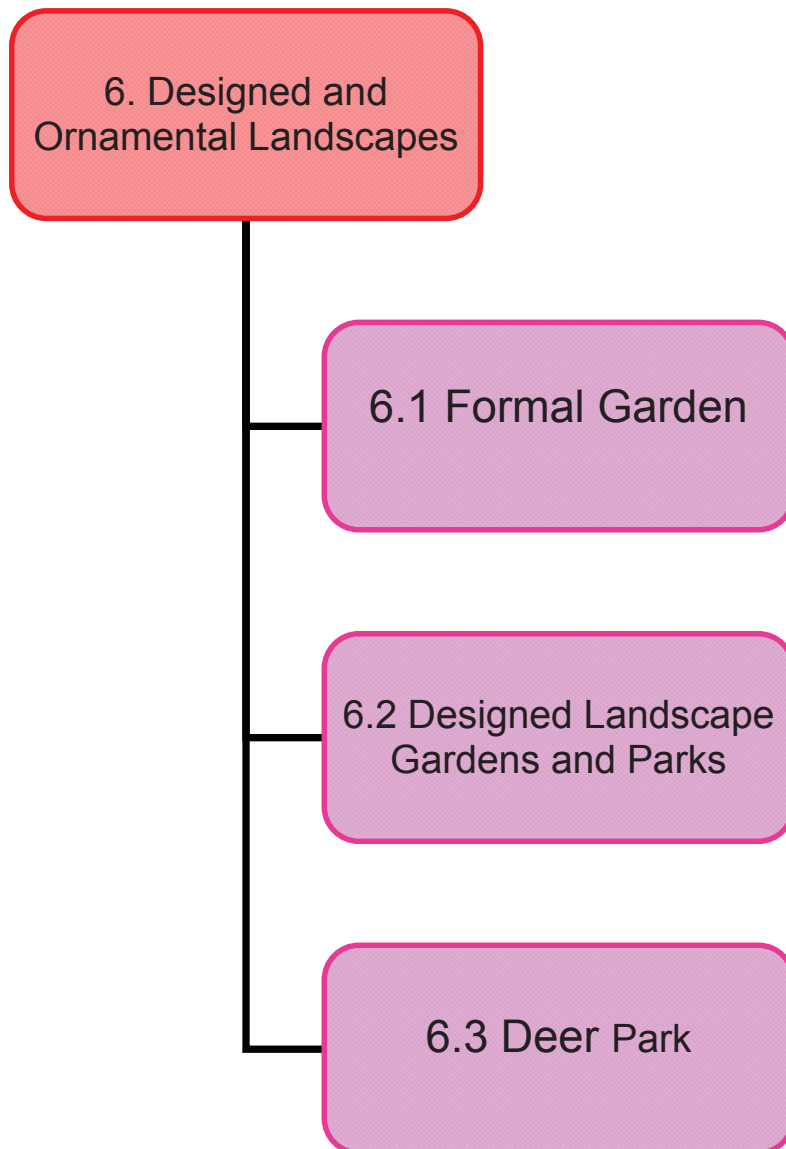 6. Designed and
Ornamental Landscapes
6.1 Formal Garden
6.2 Designed Landscape
Gardens and Parks
6.3 Deer Park